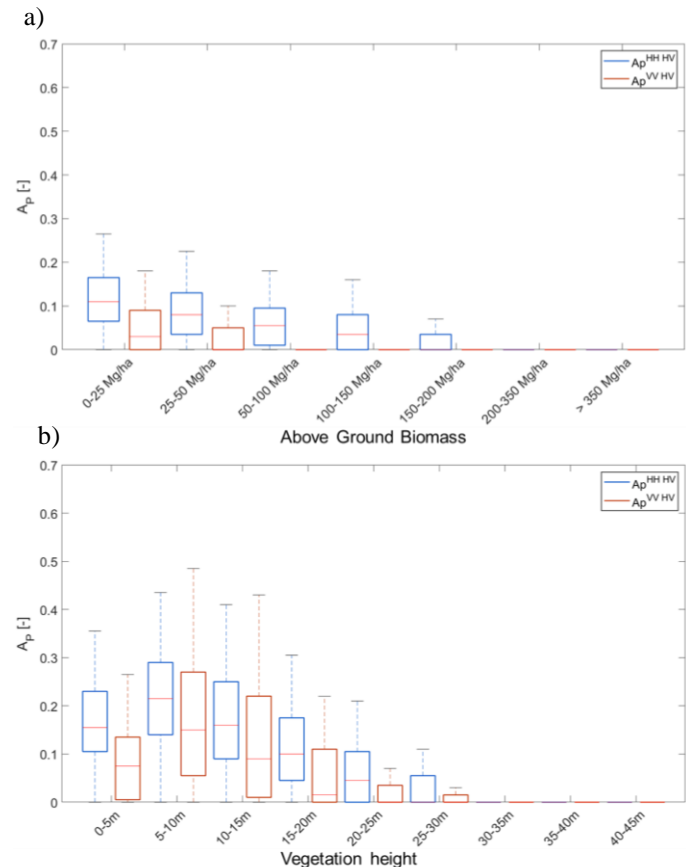 a)
0.7
0.6
0.5
0.4
0.3
0.2
0.1
0
A_P [-]
Ap^HH HV
Ap^VV HV
0-25 Mg/ha
25-50 Mg/ha
50-100 Mg/ha
100-150 Mg/ha
150-200 Mg/ha
200-350 Mg/ha
> 350 Mg/ha
Above Ground Biomass
b)
0.7
0.6
0.5
0.4
0.3
0.2
0.1
0
A_P [-]
Ap^HH HV
Ap^VV HV
0-5m
5-10m
10-15m
15-20m
20-25m
25-30m
30-35m
35-40m
40-45m
Vegetation height